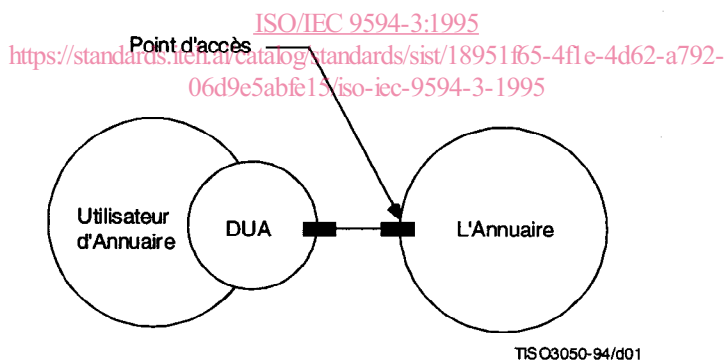 ISO/IEC 9594-3:1995
Point d'accès
https://standards.iteh.ai/catalog/standards/sist/18951f65-4f1e-4d62-a792-
06d9e5abfe15/iso-iec-9594-3-1995
Utilisateur
d'Annuaire
DUA
L'Annuaire
TISO3050-94/d01